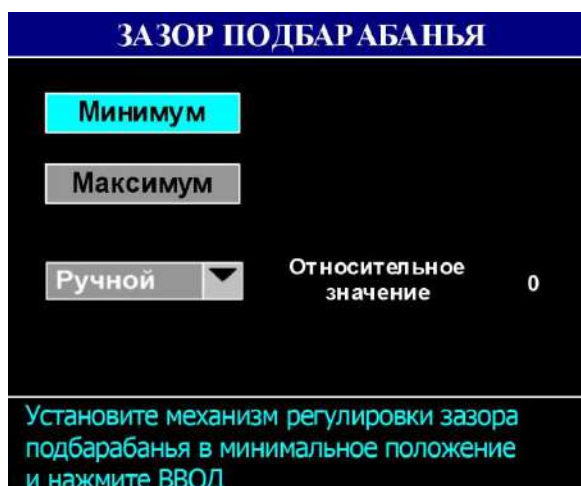 ЗАЗОР ПОДБАРАБАНЬЯ
Минимум
Максимум
Ручной
Относительное
значение
0
Установите механизм регулировки зазора
подбарабанья в минимальное положение
и нажмите ВВОД